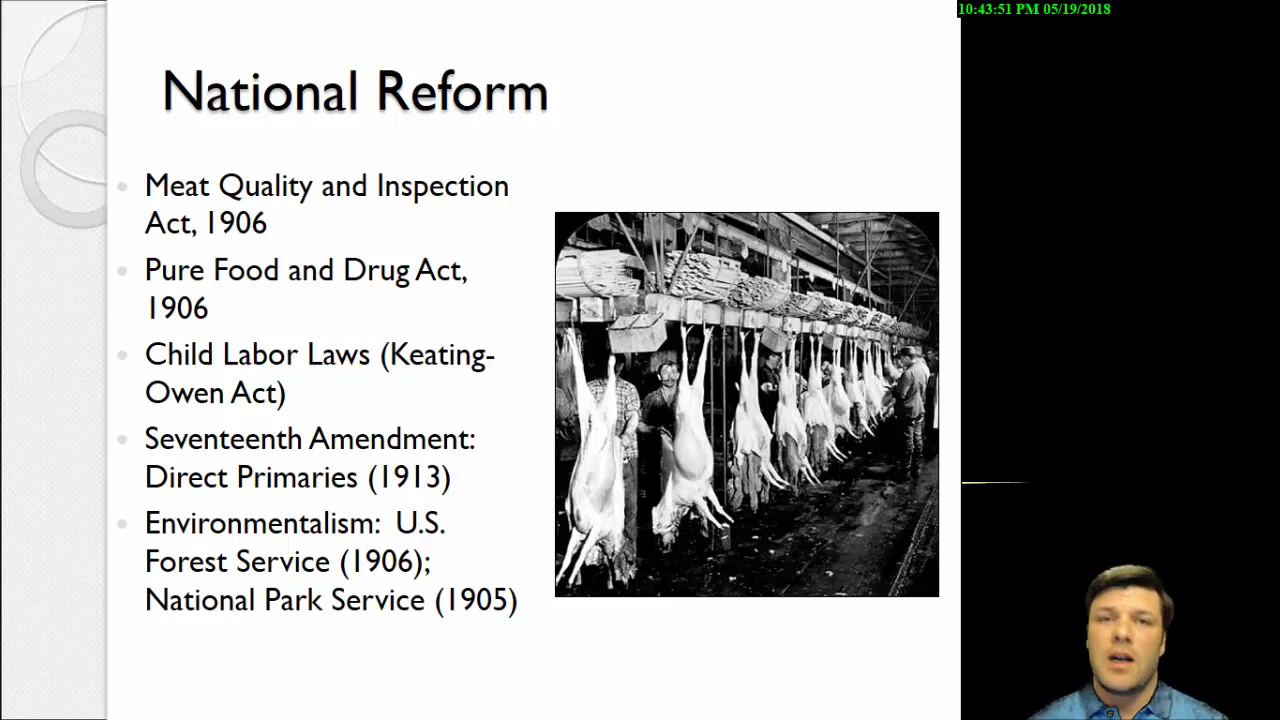 10:43:51 PM 05/19/2018
National Reform
Meat Quality and Inspection
Act, 1906
Pure Food and Drug Act,
1906
Child Labor Laws (Keating-
Owen Act)
Seventeenth Amendment:
Direct Primaries (1913)
Environmentalism:  U.S.
Forest Service (1906);
National Park Service (1905)